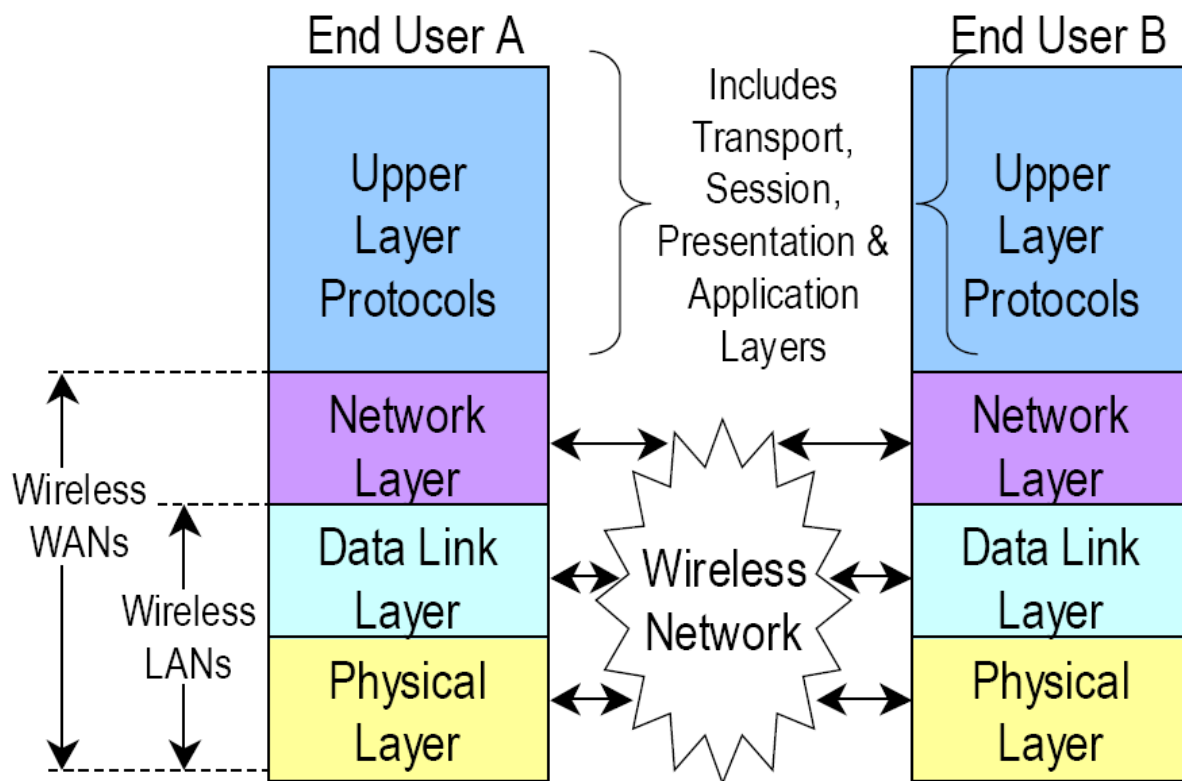 End User A
End User B
Upper
Layer
Protocols
Includes
Transport,
Session,
Presentation &
Application
Layers
Upper
Layer
Protocols
Network
Layer
Network
Layer
Wireless
WANs
Data Link
Layer
Wireless
Network
Data Link
Layer
Wireless
LANs
Physical
Layer
Physical
Layer